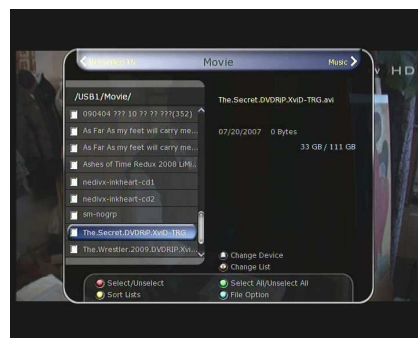 Movie
Music
/USB1/Movie/
090404 ??? 10 ?? ?? ???(352)
As Far As my feet will carry me...
As Far As my feet will carry me...
Ashes of Time Redux 2008 LiMi..
nedivx-inkheart-cd1
nedivx-inkheart-cd2
sm-nogrp
The.Secret.DVDRiP.XviD-TRG
The.Wrestler.2009.DVDRIP.Xvi...
The.Secret.DVDRiP.XviD-TRG.avi
07/20/2007 0 Bytes
33 GB / 111 GB
Change Device
Change List
Select/Unselect
Select All/Unselect All
Sort Lists
File Option
HD